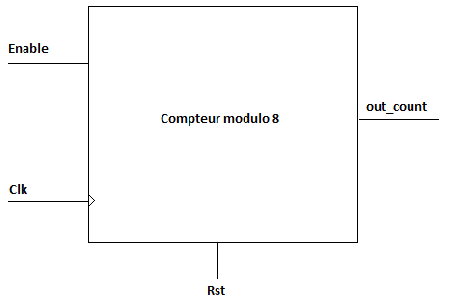 Enable
out_count
Compteur modulo 8
Clk
Rst